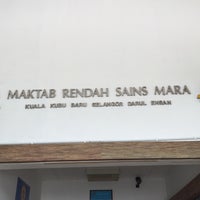 MAKTAB RENDAH SAINS MARA
KUALA KUBU BARU SELANGOR DARUL EHSAN